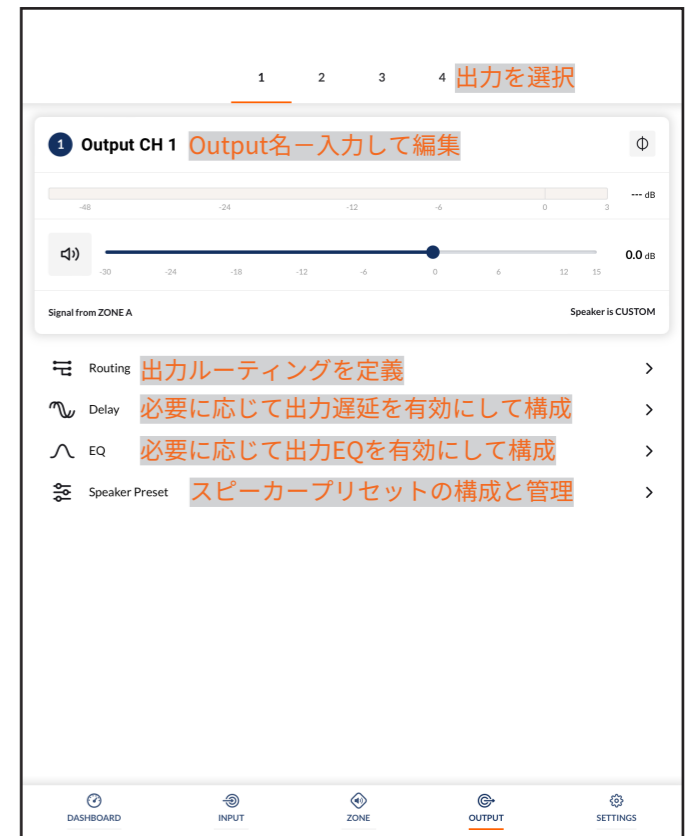 1 2 3 4 出力を選択
1 Output CH 1 Output名－入力して編集
--- dB
-48 -24 -12 -6 0 3
0.0 dB
-30 -24 -18 -12 -6 0 6 12 15
Signal from ZONE A Speaker is CUSTOM
Routing 出力ルーティングを定義
Delay 必要に応じて出力遅延を有効にして構成
EQ 必要に応じて出力EQを有効にして構成
Speaker Preset スピーカープリセットの構成と管理
DASHBOARD INPUT ZONE OUTPUT SETTINGS